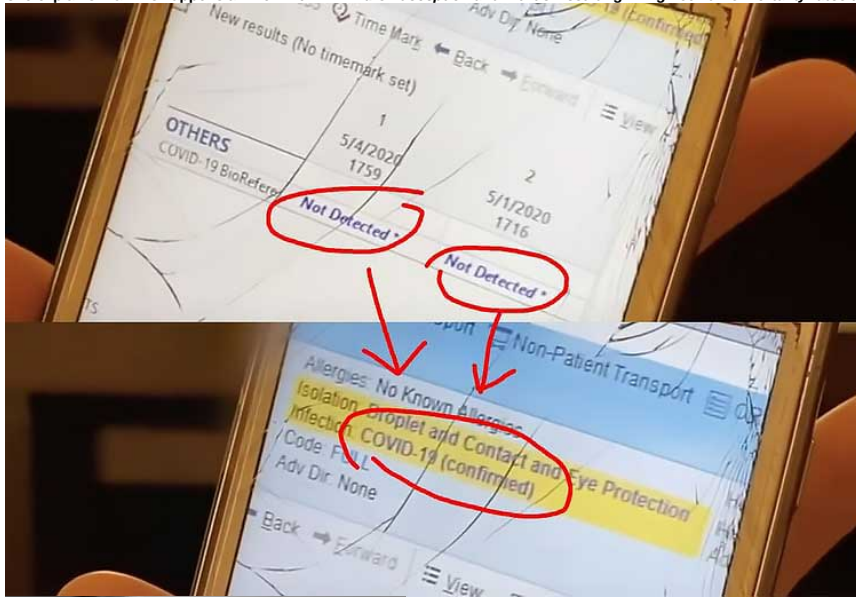 Time Mark Back Forward View
Adv Dir: None
(confirmed)
New results (No timemark set)
1
5/4/2020
1759
2
5/1/2020
1716
OTHERS
COVID-19
Not Detected *
Not Detected *
Non-Patient Transport
Allergies: No Known Allergies
Isolation: Droplet and Contact and Eye Protection
Infection: COVID-19 (confirmed)
Code: FULL
Adv Dir: None
Back Forward View